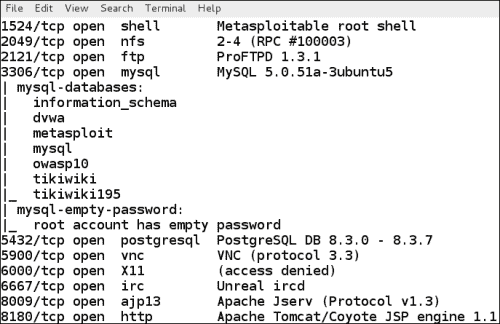 File Edit View Search Terminal Help
1524/tcp open  shell       Metasploitable root shell
2049/tcp open  nfs         2-4 (RPC #100003)
2121/tcp open  ftp         ProFTPD 1.3.1
3306/tcp open  mysql       MySQL 5.0.51a-3ubuntu5
| mysql-databases:
|   information_schema
|   dvwa
|   metasploit
|   mysql
|   owasp10
|   tikiwiki
|_  tikiwiki195
| mysql-empty-password:
|_  root account has empty password
5432/tcp open  postgresql  PostgreSQL DB 8.3.0 - 8.3.7
5900/tcp open  vnc         VNC (protocol 3.3)
6000/tcp open  X11         (access denied)
6667/tcp open  irc         Unreal ircd
8009/tcp open  ajp13       Apache Jserv (Protocol v1.3)
8180/tcp open  http        Apache Tomcat/Coyote JSP engine 1.1